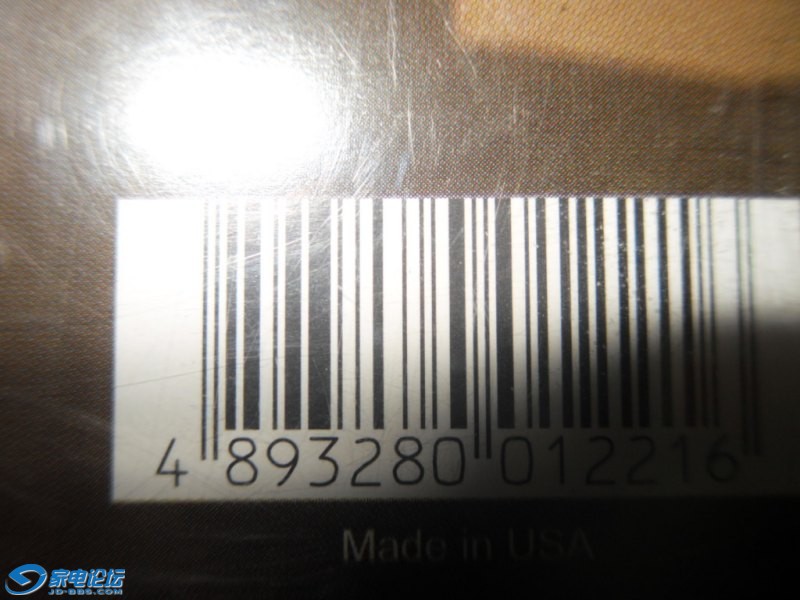 4 893280 012216
Made in USA
家电论坛
JD-BBS.COM